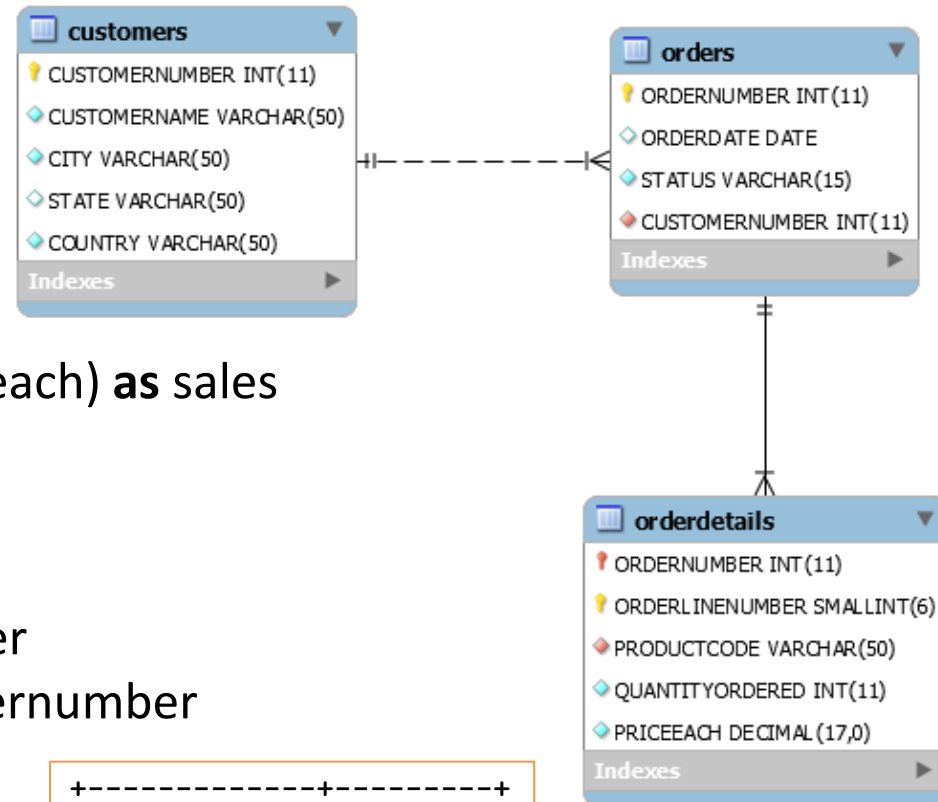 customers
CUSTOMERNUMBER INT(11)
CUSTOMERNAME VARCHAR(50)
CITY VARCHAR(50)
STATE VARCHAR(50)
COUNTRY VARCHAR(50)
Indexes
orders
ORDERNUMBER INT(11)
ORDERDATE DATE
STATUS VARCHAR(15)
CUSTOMERNUMBER INT(11)
Indexes
each) as sales
er
ernumber
orderdetails
ORDERNUMBER INT(11)
ORDERLINENUMBER SMALLINT(6)
PRODUCTCODE VARCHAR(50)
QUANTITYORDERED INT(11)
PRICEEACH DECIMAL(17,0)
Indexes
+-------------+---------+